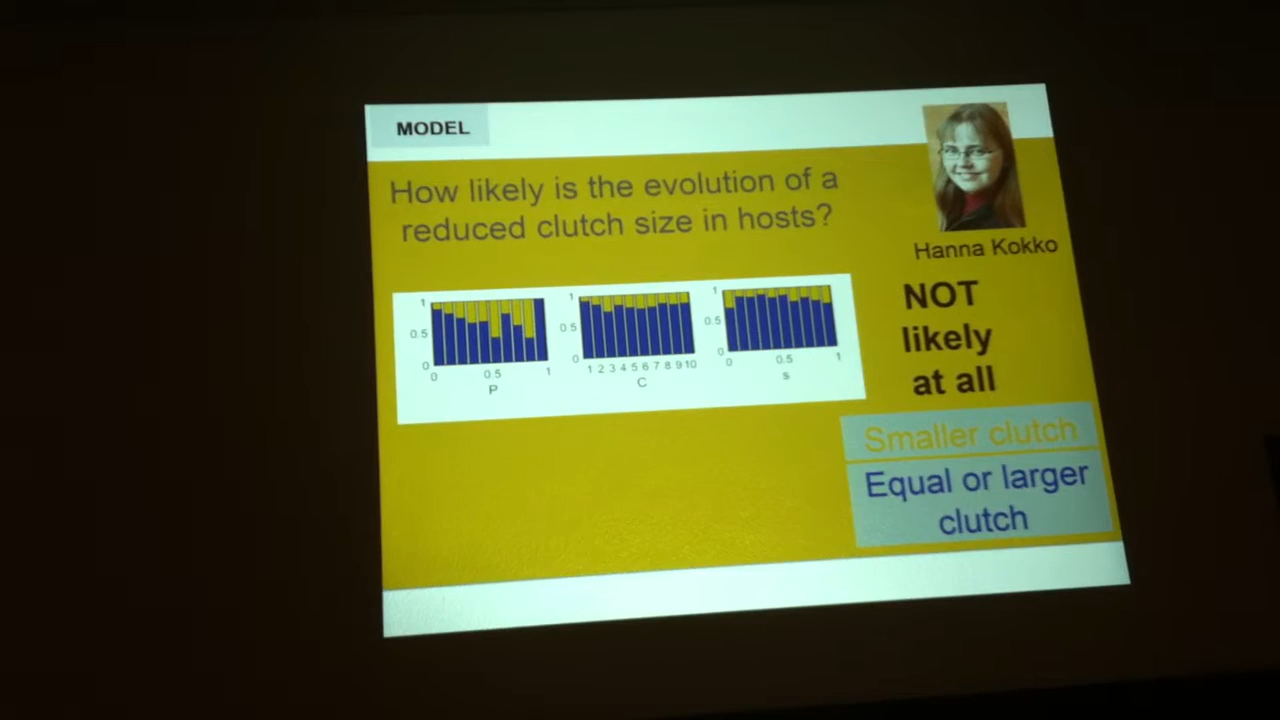 MODEL
How likely is the evolution of a
reduced clutch size in hosts?
Hanna Kokko
1
0.5
0
0 0.5 1
P
1
0.5
0
1 2 3 4 5 6 7 8 9 10
C
1
0.5
0
0 0.5 1
s
NOT
likely
at all
Smaller clutch
Equal or larger
clutch